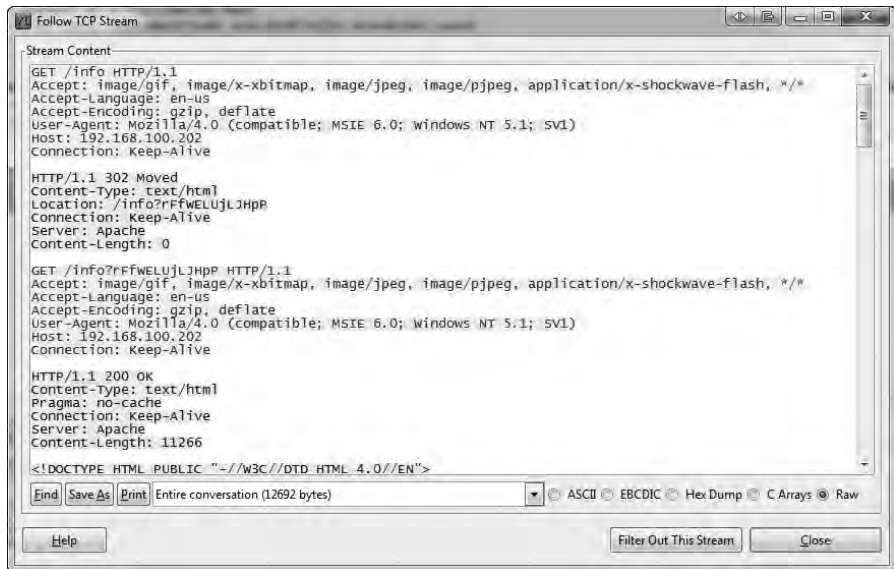 Follow TCP Stream
Stream Content
GET /info HTTP/1.1
Accept: image/gif, image/x-xbitmap, image/jpeg, image/pjpeg, application/x-shockwave-flash, */*
Accept-Language: en-us
Accept-Encoding: gzip, deflate
User-Agent: Mozilla/4.0 (compatible; MSIE 6.0; Windows NT 5.1; SV1)
Host: 192.168.100.202
Connection: Keep-Alive
HTTP/1.1 302 Moved
Content-Type: text/html
Location: /info?rFfWELUjLJHpP
Connection: Keep-Alive
Server: Apache
Content-Length: 0
GET /info?rFfWELUjLJHpP HTTP/1.1
Accept: image/gif, image/x-xbitmap, image/jpeg, image/pjpeg, application/x-shockwave-flash, */*
Accept-Language: en-us
Accept-Encoding: gzip, deflate
User-Agent: Mozilla/4.0 (compatible; MSIE 6.0; Windows NT 5.1; SV1)
Host: 192.168.100.202
Connection: Keep-Alive
HTTP/1.1 200 OK
Content-Type: text/html
Pragma: no-cache
Connection: Keep-Alive
Server: Apache
Content-Length: 11266
<!DOCTYPE HTML PUBLIC "-//W3C//DTD HTML 4.0//EN">
Find Save As Print Entire conversation (12692 bytes) ASCII EBCDIC Hex Dump C Arrays Raw
Help Filter Out This Stream Close